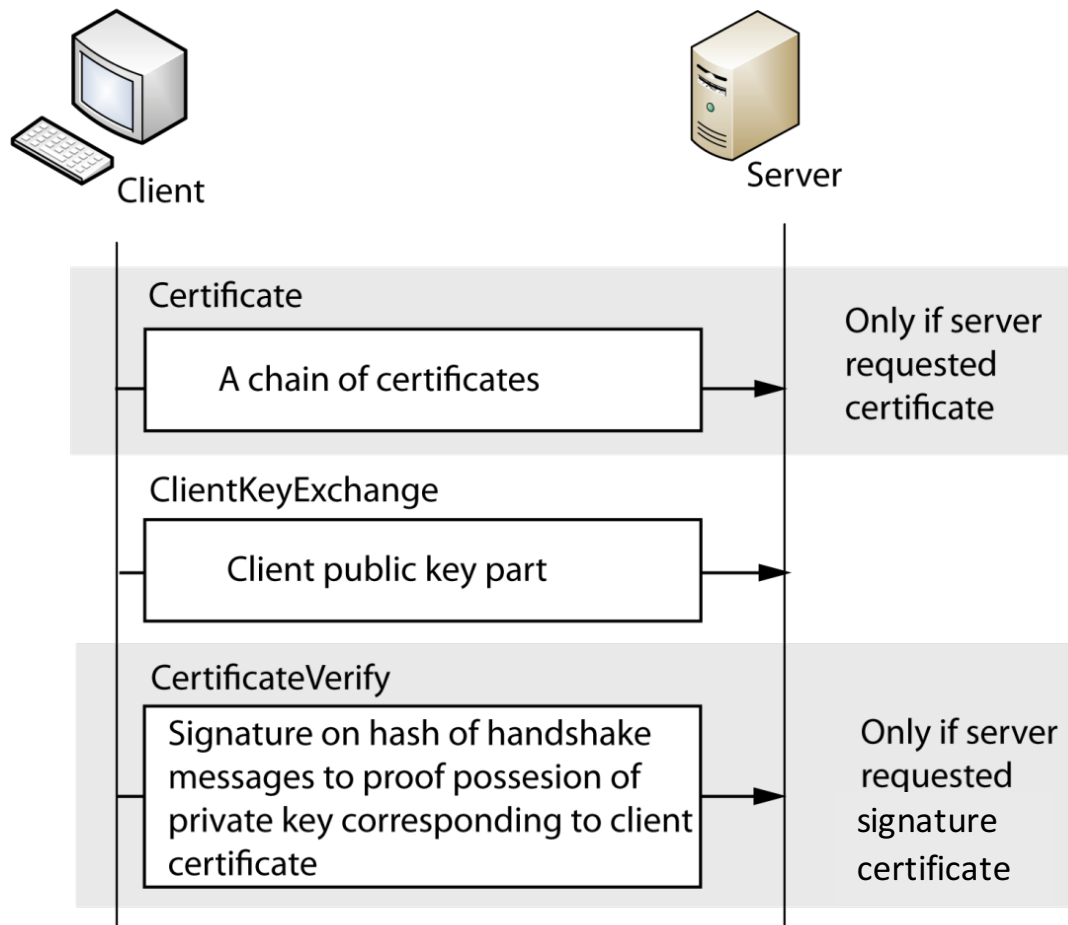 Client
Server
Certificate
A chain of certificates
Only if server
requested
certificate
ClientKeyExchange
Client public key part
CertificateVerify
Signature on hash of handshake
messages to proof possesion of
private key corresponding to client
certificate
Only if server
requested
signature
certificate